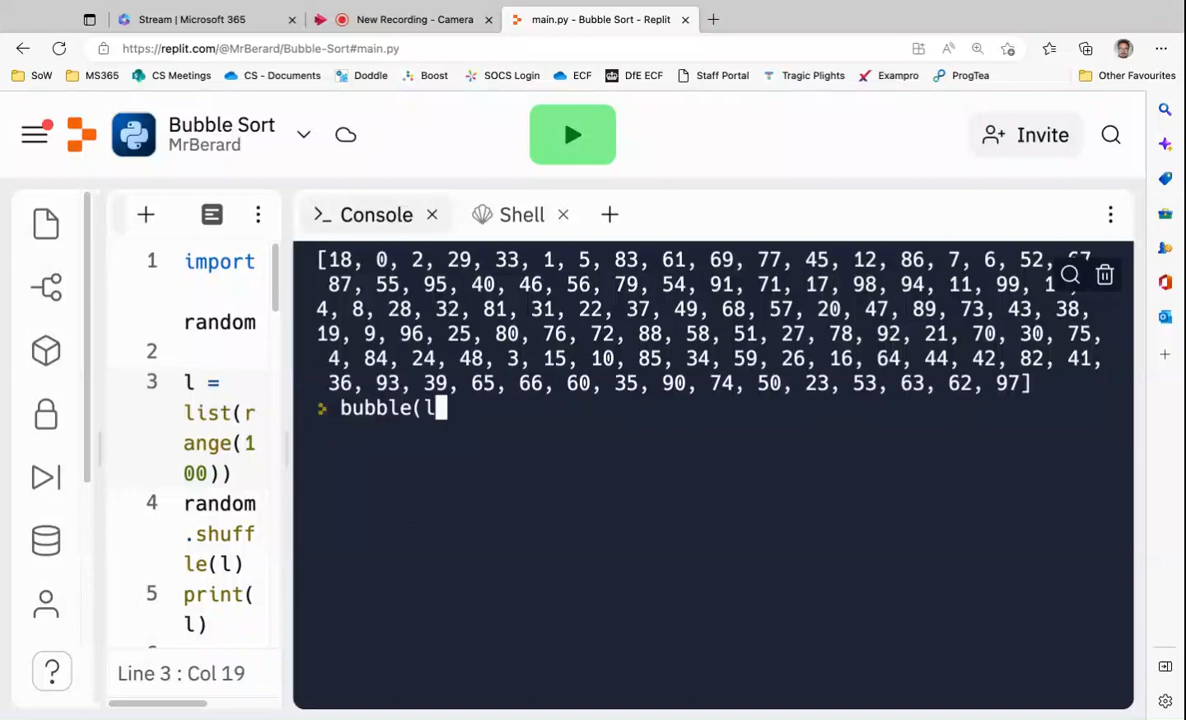 Stream | Microsoft 365
New Recording - Camera
main.py - Bubble Sort - Replit
https://replit.com/@MrBerard/Bubble-Sort#main.py
SoW MS365 CS Meetings CS - Documents Doddle Boost SOCS Login ECF DfE ECF Staff Portal Tragic Plights Exampro ProgTea Other Favourites
Bubble Sort
MrBerard
Invite
Console Shell
1 import
random
2
3 l =
list(r
ange(1
00))
4 random
.shuff
le(l)
5 print(
l)
Line 3 : Col 19
[18, 0, 2, 29, 33, 1, 5, 83, 61, 69, 77, 45, 12, 86, 7, 6, 52, 67,
87, 55, 95, 40, 46, 56, 79, 54, 91, 71, 17, 98, 94, 11, 99, 1
4, 8, 28, 32, 81, 31, 22, 37, 49, 68, 57, 20, 47, 89, 73, 43, 38,
19, 9, 96, 25, 80, 76, 72, 88, 58, 51, 27, 78, 92, 21, 70, 30, 75,
4, 84, 24, 48, 3, 15, 10, 85, 34, 59, 26, 16, 64, 44, 42, 82, 41,
36, 93, 39, 65, 66, 60, 35, 90, 74, 50, 23, 53, 63, 62, 97]
bubble(l